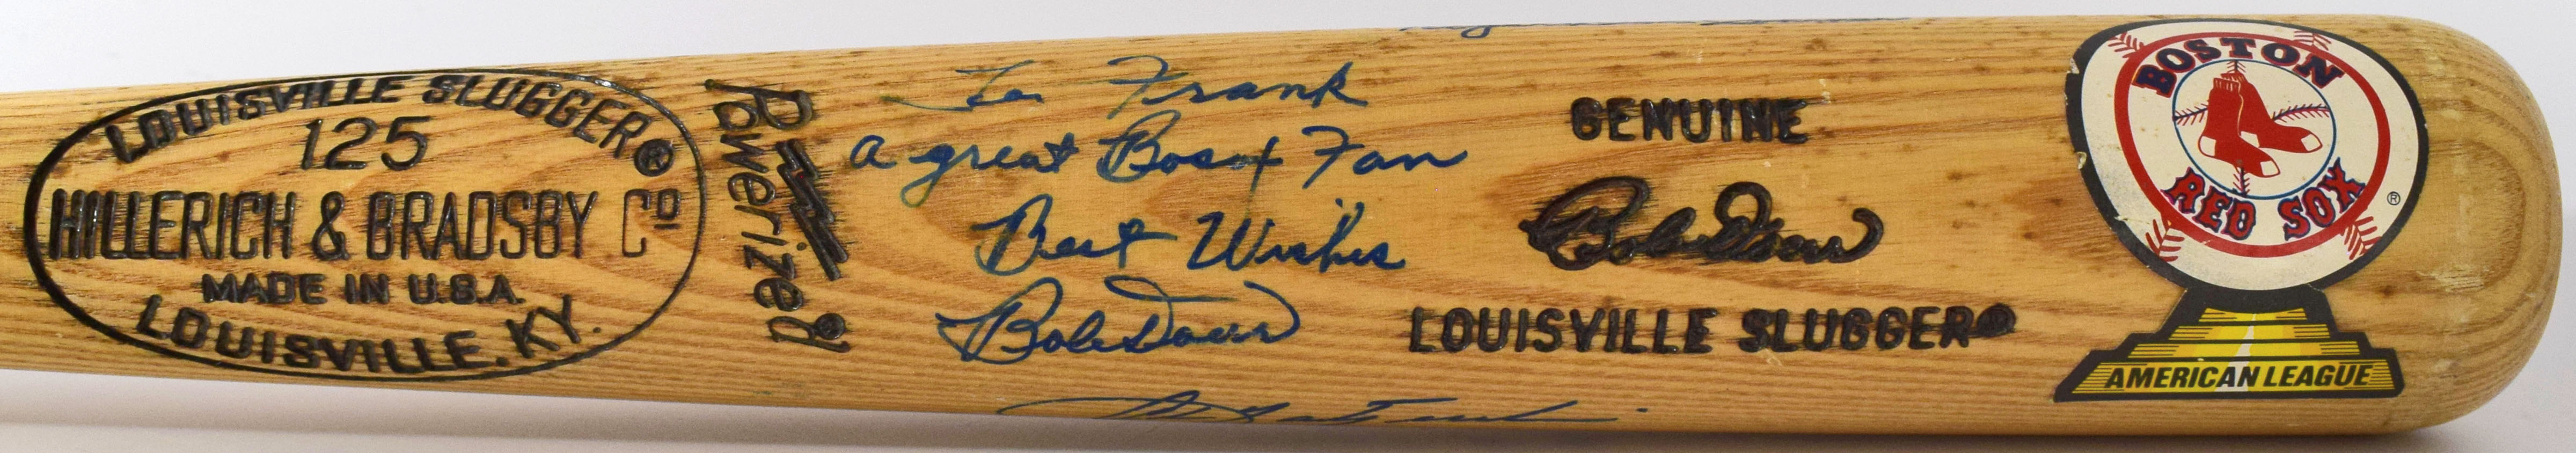 LOUISVILLE SLUGGER®
125
HILLERICH & BRADSBY Co
MADE IN U.S.A.
LOUISVILLE, KY.
Powerized®
To Frank
a great Bosox Fan
Best Wishes
Bob Doerr
GENUINE
Bob Doerr
LOUISVILLE SLUGGER®
BOSTON
RED SOX
®
AMERICAN LEAGUE